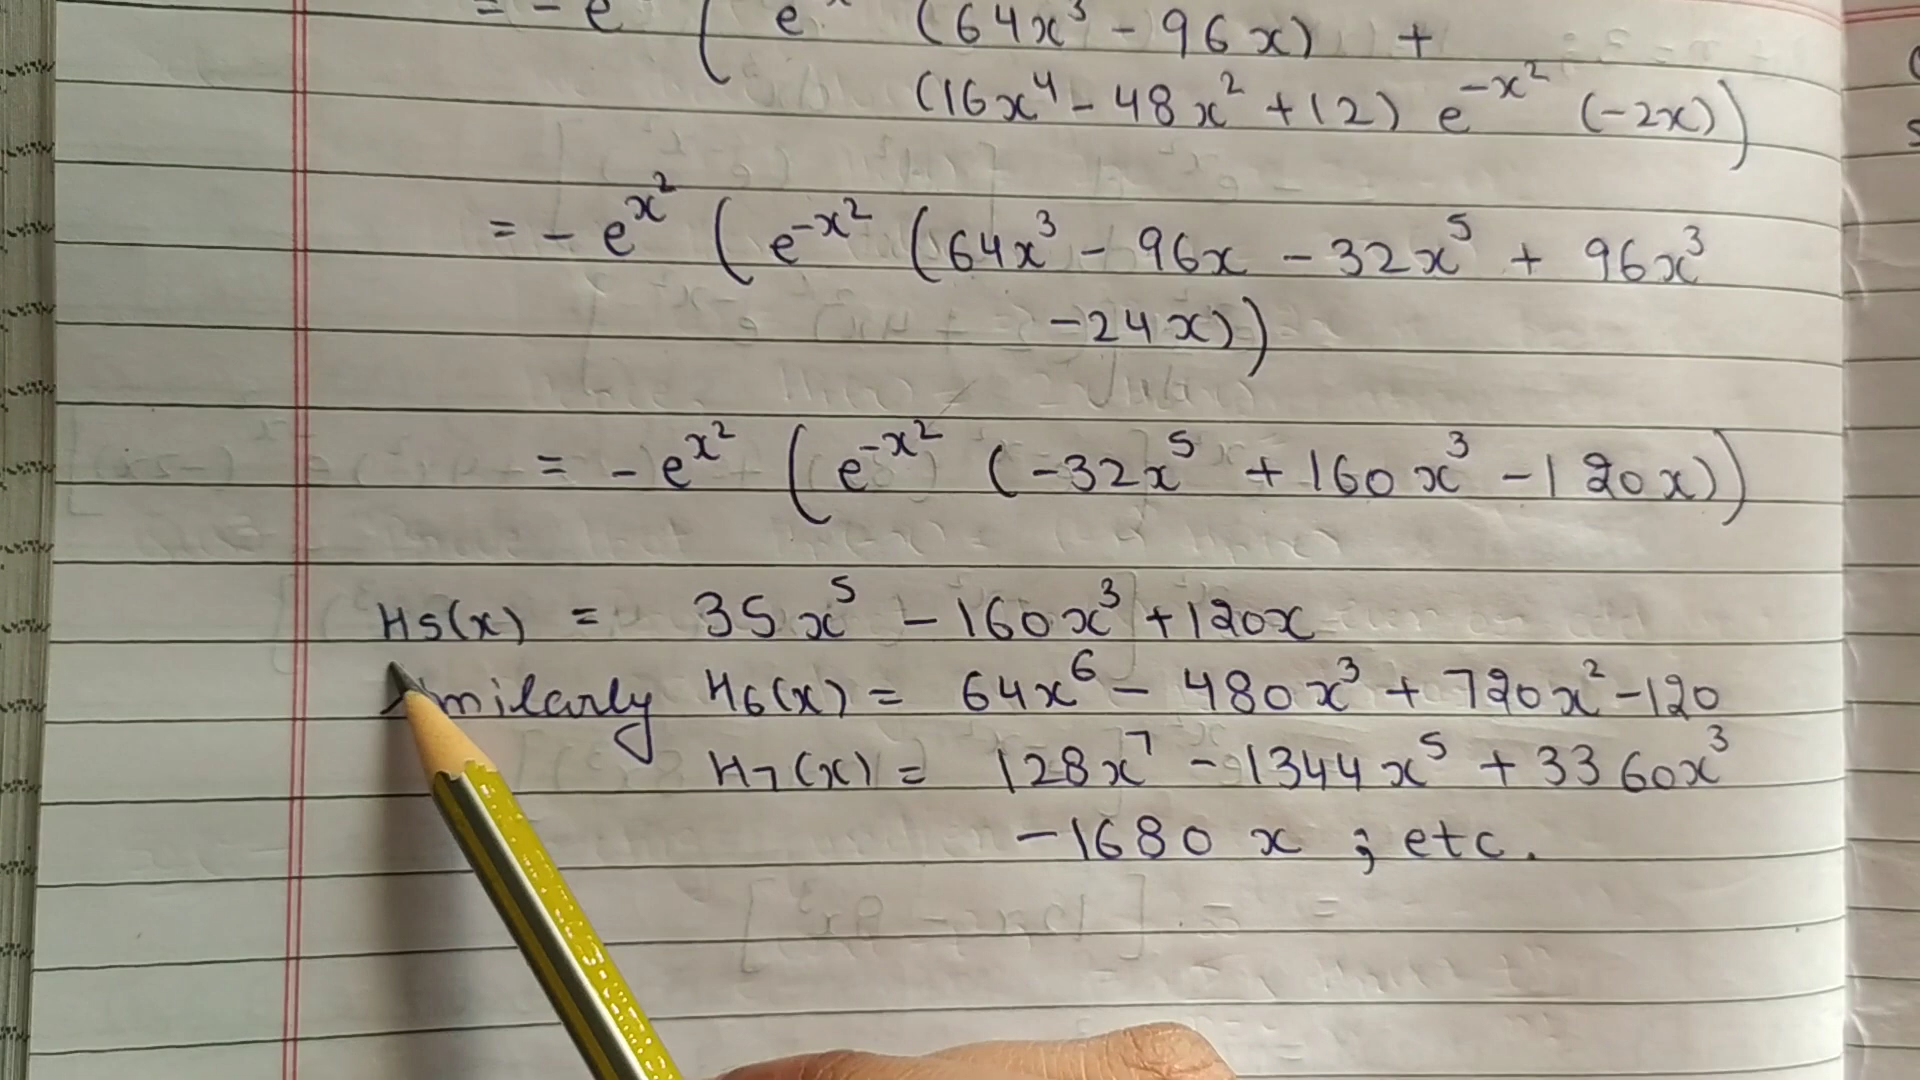 = - e ( e (64x³ - 96x) +
(16x⁴ - 48x² + 12) e^{-x²} (-2x))
= - e^{x²} ( e^{-x²} (64x³ - 96x - 32x⁵ + 96x³
- 24x))
= - e^{x²} ( e^{-x²} (-32x⁵ + 160x³ - 120x))
H5(x) = 35x⁵ - 160x³ + 120x
milarly H6(x) = 64x⁶ - 480x³ + 720x² - 120
H7(x) = 128x⁷ - 1344x⁵ + 3360x³
- 1680 x ; etc.